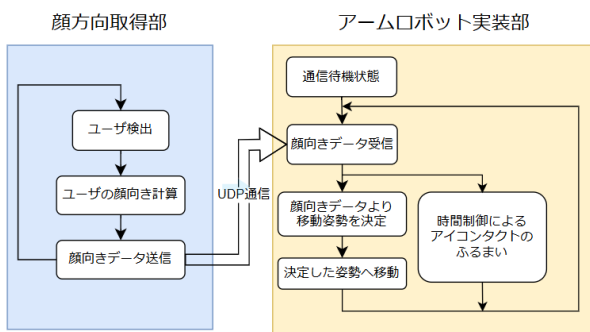 顔方向取得部
ユーザ検出
ユーザの顔向き計算
顔向きデータ送信
UDP通信
アームロボット実装部
通信待機状態
顔向きデータ受信
顔向きデータより
移動姿勢を決定
決定した姿勢へ移動
時間制御による
アイコンタクトの
ふるまい